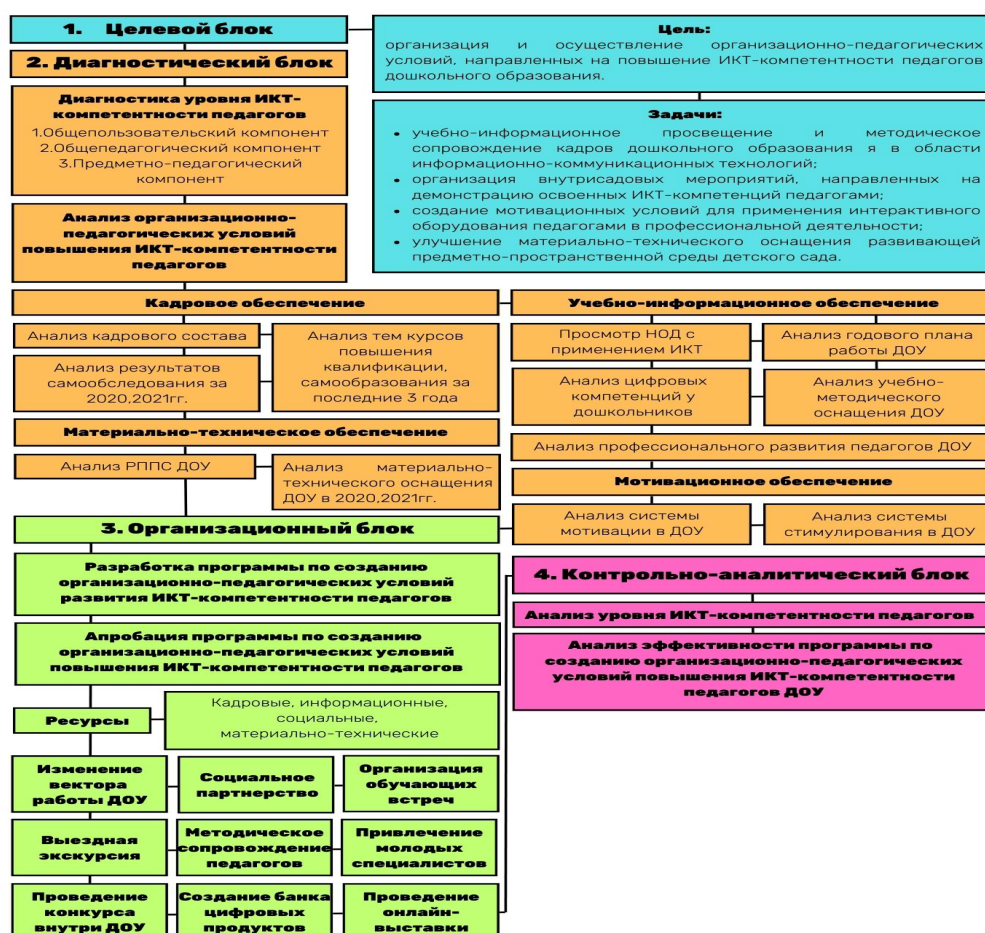 1. Целевой блок
Цель:
организация и осуществление организационно-педагогических
условий, направленных на повышение ИКТ-компетентности педагогов
дошкольного образования.
2. Диагностический блок
Диагностика уровня ИКТ-
компетентности педагогов
1.Общепользовательский компонент
2.Общепедагогический компонент
3.Предметно-педагогический
компонент
Задачи:
• учебно-информационное просвещение и методическое
сопровождение кадров дошкольного образования я в области
информационно-коммуникационных технологий;
• организация внутрисадовых мероприятий, направленных на
демонстрацию освоенных ИКТ-компетенций педагогами;
• создание мотивационных условий для применения интерактивного
оборудования педагогами в профессиональной деятельности;
• улучшение материально-технического оснащения развивающей
предметно-пространственной среды детского сада.
Анализ организационно-
педагогических условий
повышения ИКТ-компетентности
педагогов
Кадровое обеспечение
Анализ кадрового состава
Анализ тем курсов
повышения
квалификации,
самообразования за
последние 3 года
Анализ результатов
самообследования за
2020,2021гг.
Материально-техническое обеспечение
Анализ РППС ДОУ
Анализ материально-
технического оснащения
ДОУ в 2020,2021гг.
Учебно-информационное обеспечение
Просмотр НОД с
применением ИКТ
Анализ годового плана
работы ДОУ
Анализ цифровых
компетенций у
дошкольников
Анализ учебно-
методического
оснащения ДОУ
Анализ профессионального развития педагогов ДОУ
Мотивационное обеспечение
Анализ системы
мотивации в ДОУ
Анализ системы
стимулирования в ДОУ
3. Организационный блок
Разработка программы по созданию
организационно-педагогических условий
развития ИКТ-компетентности педагогов
Апробация программы по созданию
организационно-педагогических условий
повышения ИКТ-компетентности педагогов
Ресурсы
Кадровые, информационные,
социальные,
материально-технические
Изменение
вектора
работы ДОУ
Социальное
партнерство
Организация
обучающих
встреч
Выездная
экскурсия
Методическое
сопровождение
педагогов
Привлечение
молодых
специалистов
Проведение
конкурса
внутри ДОУ
Создание банка
цифровых
продуктов
Проведение
онлайн-
выставки
4. Контрольно-аналитический блок
Анализ уровня ИКТ-компетентности педагогов
Анализ эффективности программы по
созданию организационно-педагогических
условий повышения ИКТ-компетентности
педагогов ДОУ